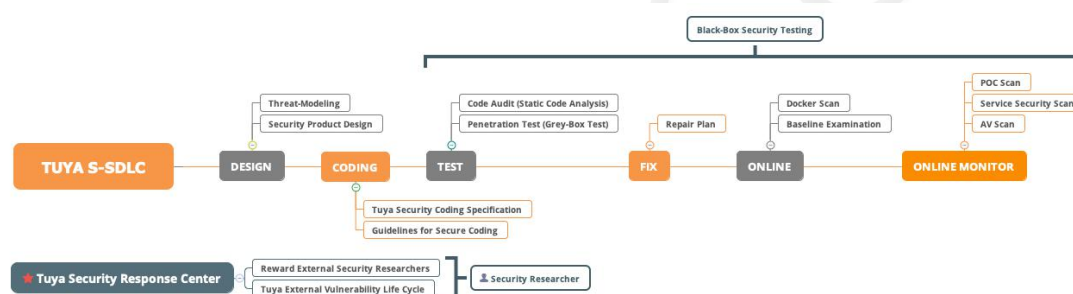 Black-Box Security Testing
POC Scan
Threat-Modeling
Code Audit (Static Code Analysis)
Docker Scan
Service Security Scan
Security Product Design
Penetration Test (Grey-Box Test)
Repair Plan
Baseline Examination
AV Scan
TUYA S-SDLC
DESIGN
CODING
TEST
FIX
ONLINE
ONLINE MONITOR
Tuya Security Coding Specification
Guidelines for Secure Coding
Tuya Security Response Center
Reward External Security Researchers
Security Researcher
Tuya External Vulnerability Life Cycle